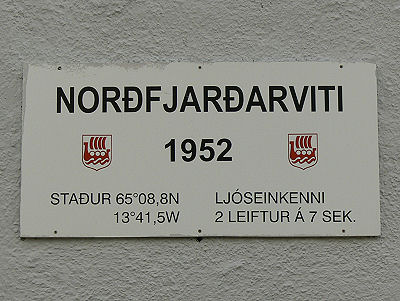 NORÐFJARÐARVITI
1952
STAÐUR 65°08,8N
13°41,5W
LJÓSEINKENNI
2 LEIFTUR Á 7 SEK.